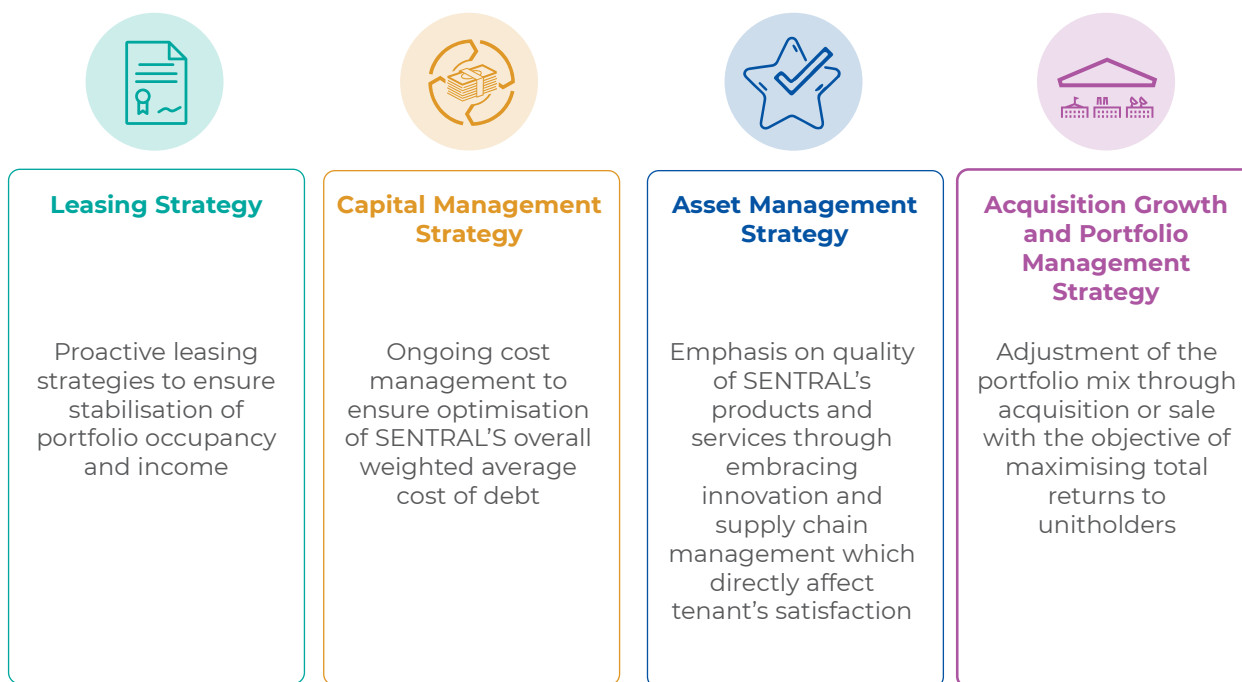 Leasing Strategy
Proactive leasing
strategies to ensure
stabilisation of
portfolio occupancy
and income
Capital Management
Strategy
Ongoing cost
management to
ensure optimisation
of SENTRAL'S overall
weighted average
cost of debt
Asset Management
Strategy
Emphasis on quality
of SENTRAL's
products and
services through
embracing
innovation and
supply chain
management which
directly affect
tenant's satisfaction
Acquisition Growth
and Portfolio
Management
Strategy
Adjustment of the
portfolio mix through
acquisition or sale
with the objective of
maximising total
returns to
unitholders